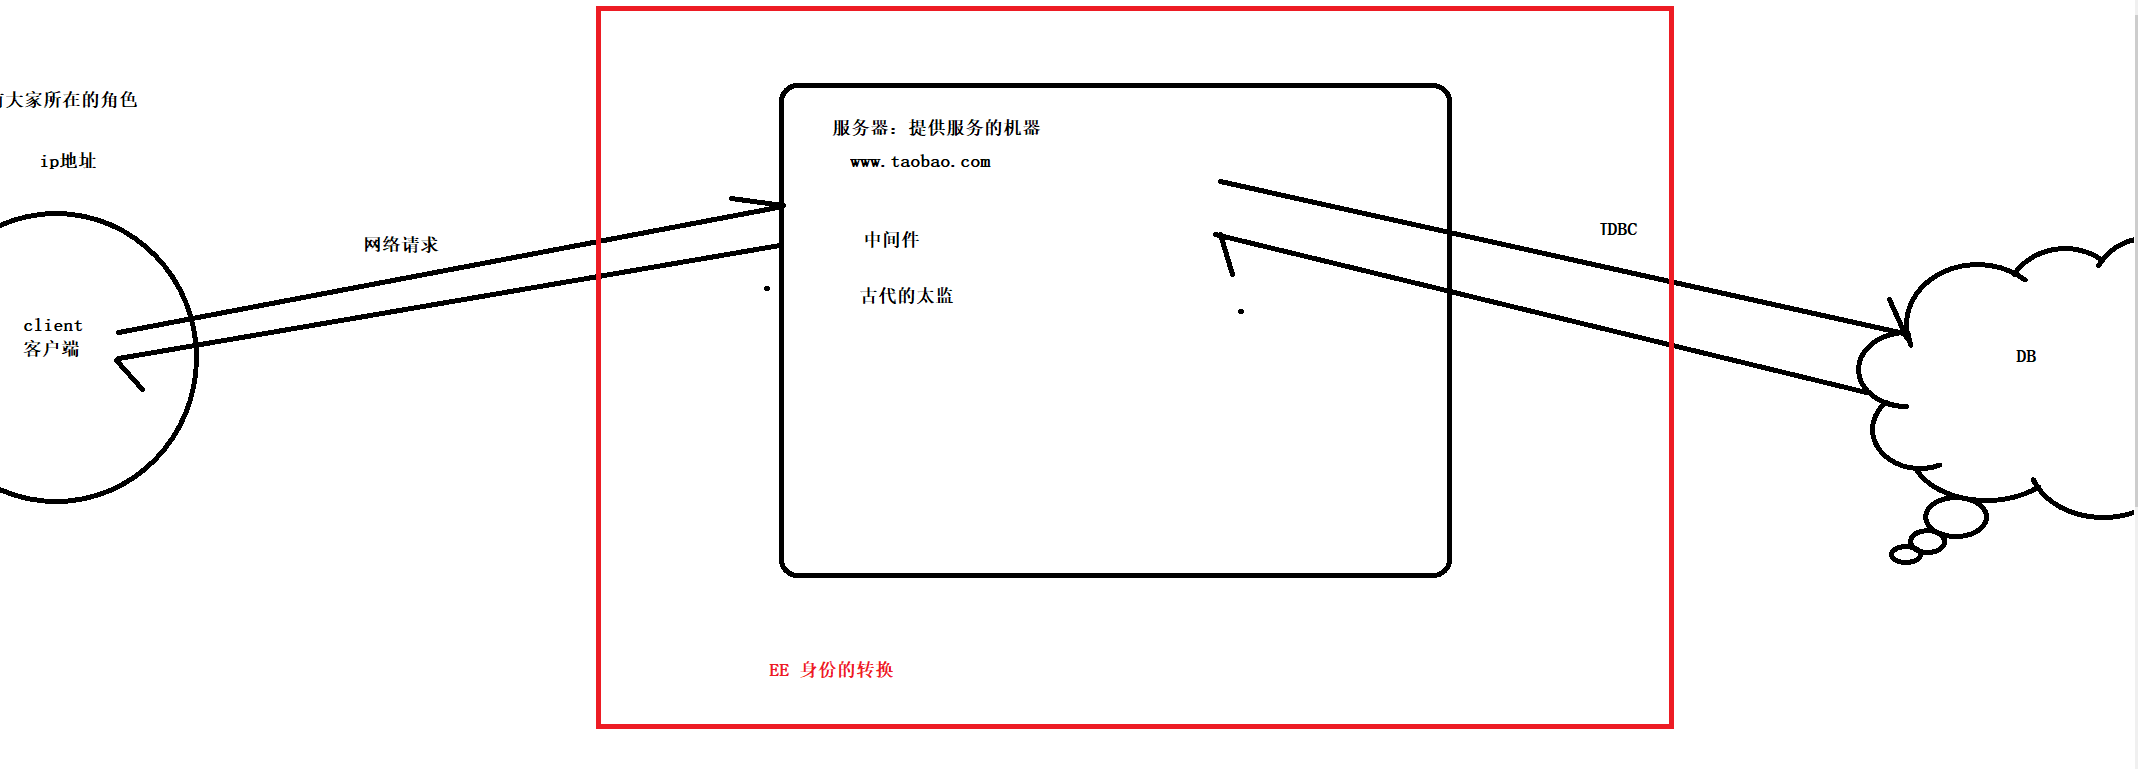 大家所在的角色
ip地址
网络请求
client
客户端
服务器：提供服务的机器
www.taobao.com
中间件
古代的太监
JDBC
DB
EE 身份的转换